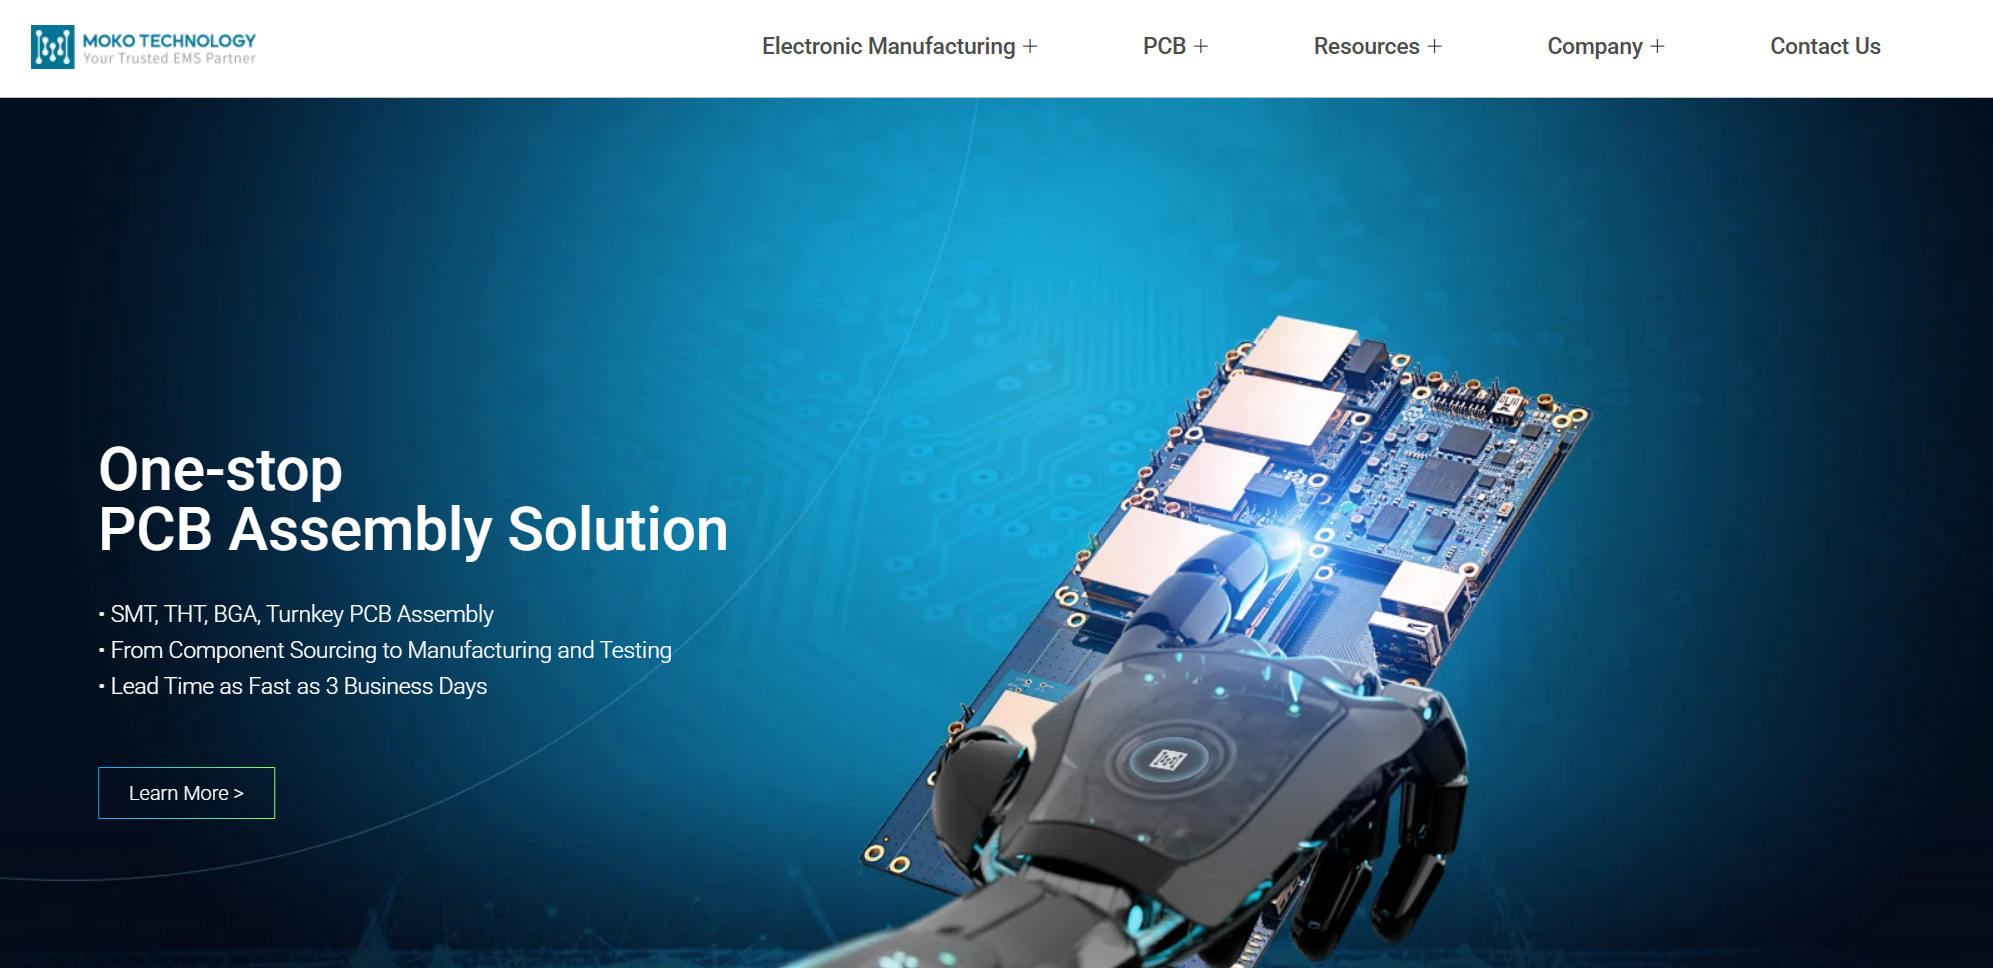 MOKO TECHNOLOGY
Your Trusted EMS Partner
Electronic Manufacturing +
PCB +
Resources +
Company +
Contact Us
One-stop
PCB Assembly Solution
• SMT, THT, BGA, Turnkey PCB Assembly
• From Component Sourcing to Manufacturing and Testing
• Lead Time as Fast as 3 Business Days
Learn More >